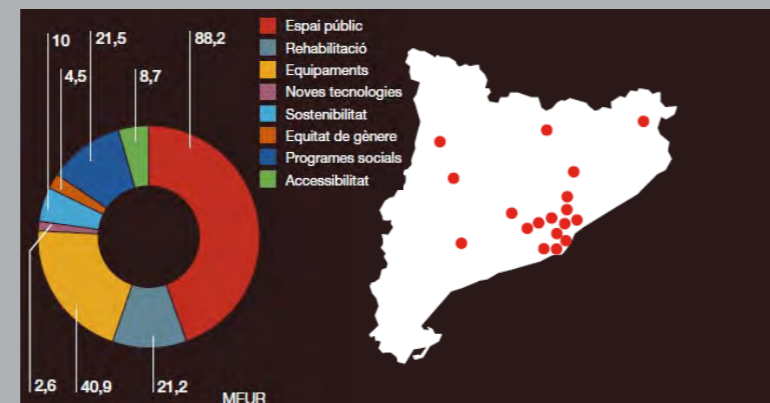 10
21,5
88,2
4,5
8,7
Espai públic
Rehabilitació
Equipaments
Noves tecnologies
Sostenibilitat
Equitat de gènere
Programes socials
Accessibilitat
2,6
40,9
21,2
MEUR